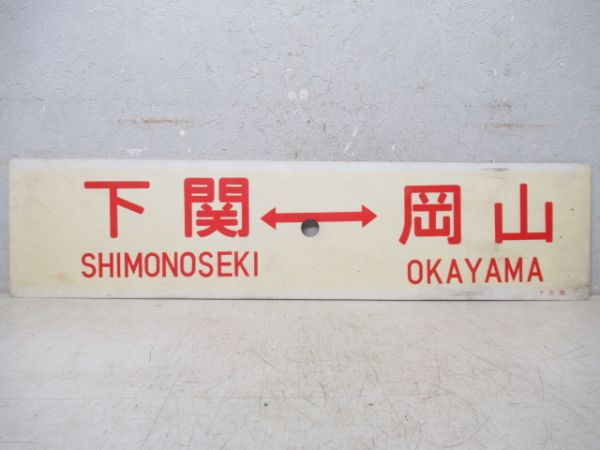 下関 ↔ 岡山
SHIMONOSEKI OKAYAMA